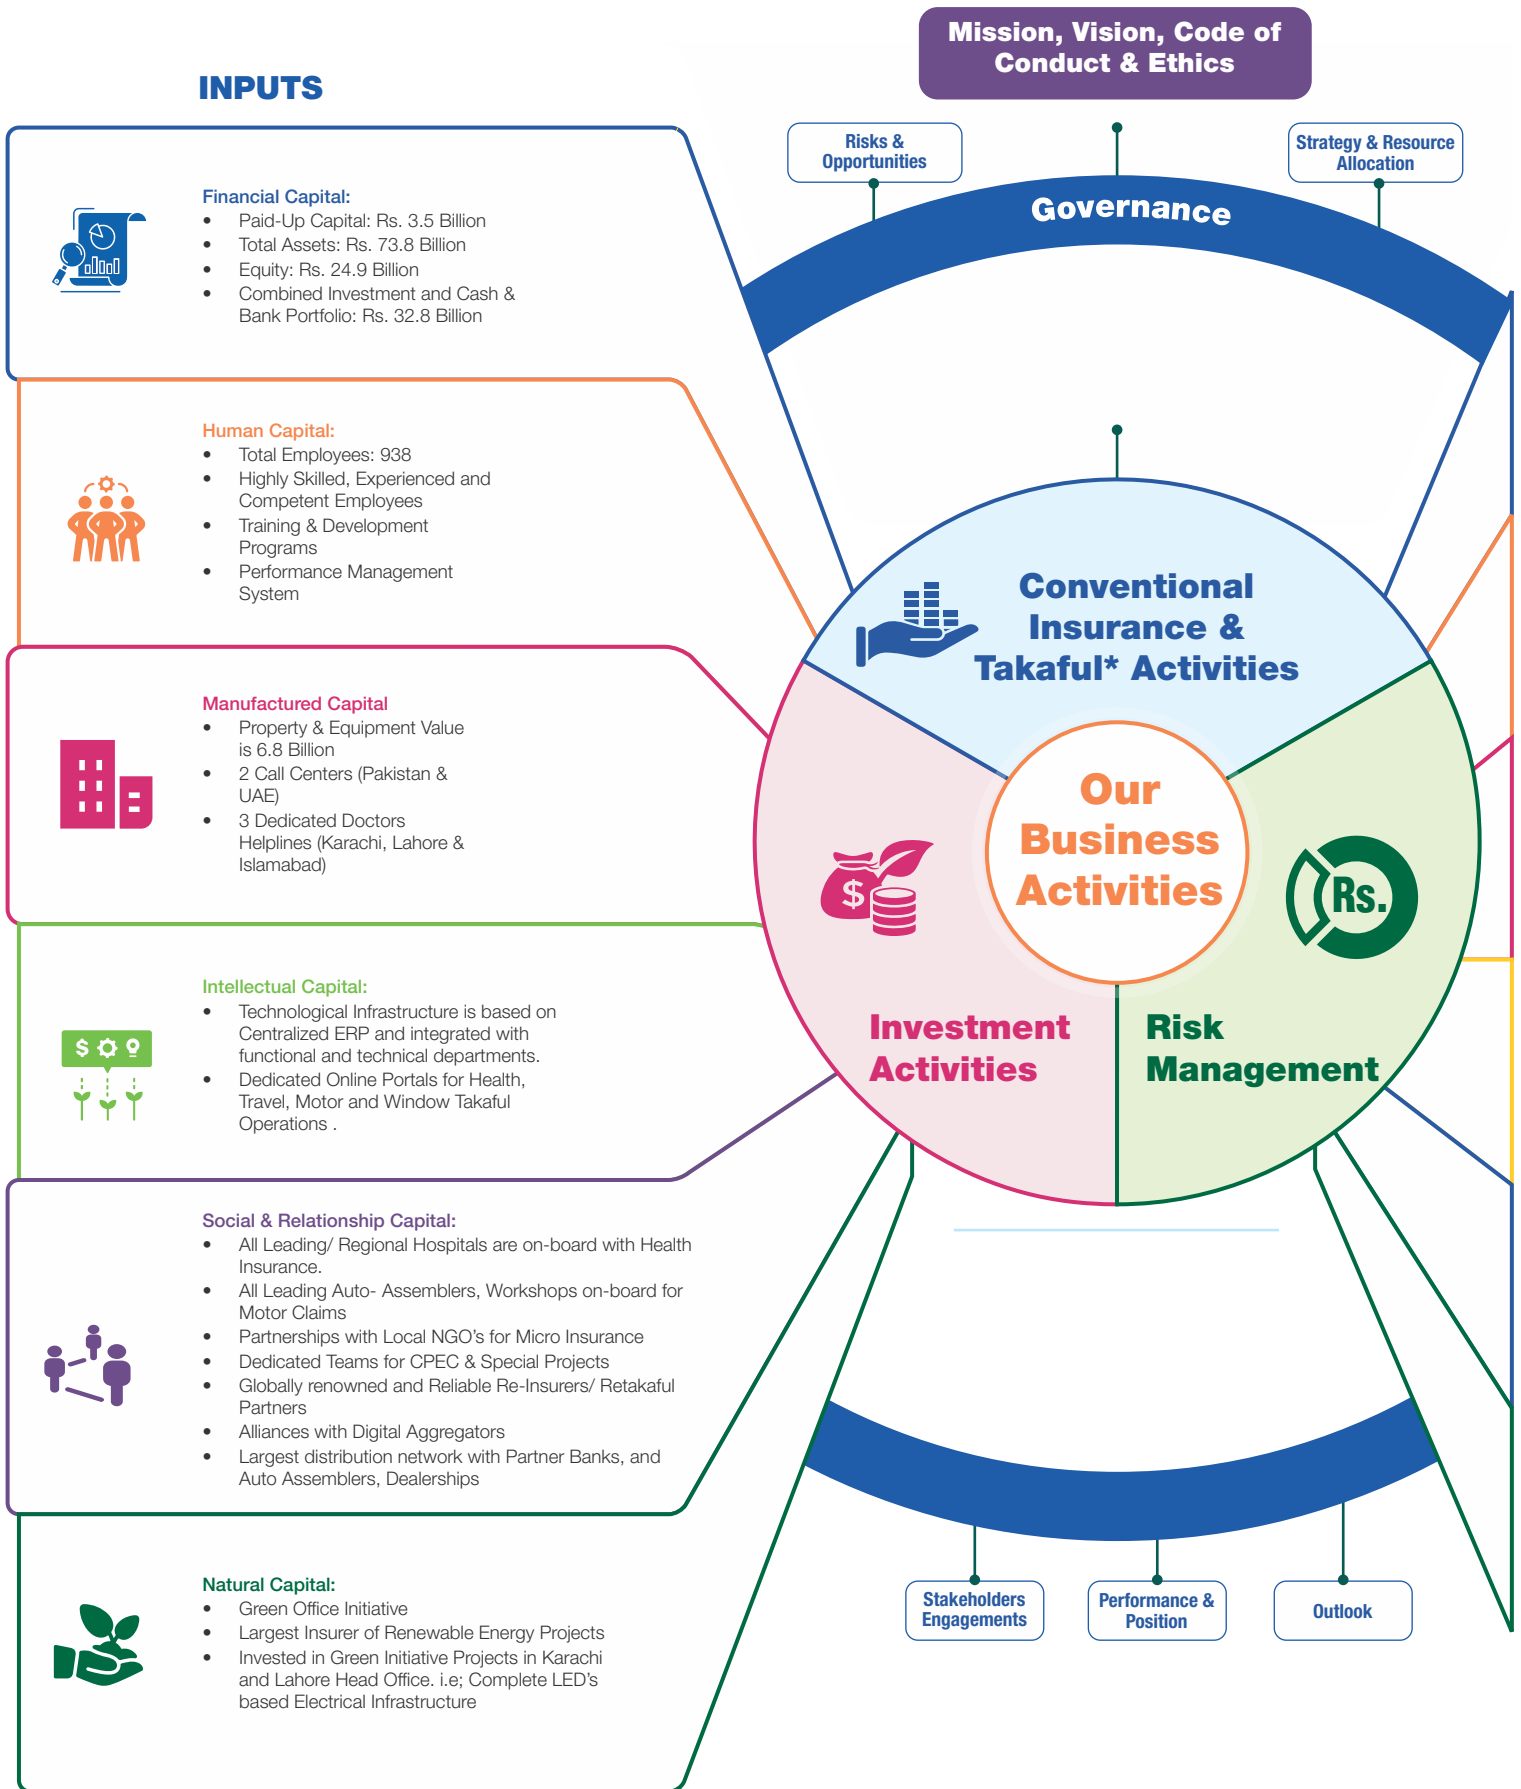 Mission, Vision, Code of
Conduct & Ethics
INPUTS
Risks &
Opportunities
Strategy & Resource
Allocation
Governance
Financial Capital:
• Paid-Up Capital: Rs. 3.5 Billion
• Total Assets: Rs. 73.8 Billion
• Equity: Rs. 24.9 Billion
• Combined Investment and Cash &
Bank Portfolio: Rs. 32.8 Billion
Human Capital:
• Total Employees: 938
• Highly Skilled, Experienced and
Competent Employees
• Training & Development
Programs
• Performance Management
System
Manufactured Capital
• Property & Equipment Value
is 6.8 Billion
• 2 Call Centers (Pakistan &
UAE)
• 3 Dedicated Doctors
Helplines (Karachi, Lahore &
Islamabad)
Intellectual Capital:
• Technological Infrastructure is based on
Centralized ERP and integrated with
functional and technical departments.
• Dedicated Online Portals for Health,
Travel, Motor and Window Takaful
Operations .
Social & Relationship Capital:
• All Leading/ Regional Hospitals are on-board with Health
Insurance.
• All Leading Auto- Assemblers, Workshops on-board for
Motor Claims
• Partnerships with Local NGO's for Micro Insurance
• Dedicated Teams for CPEC & Special Projects
• Globally renowned and Reliable Re-Insurers/ Retakaful
Partners
• Alliances with Digital Aggregators
• Largest distribution network with Partner Banks, and
Auto Assemblers, Dealerships
Natural Capital:
• Green Office Initiative
• Largest Insurer of Renewable Energy Projects
• Invested in Green Initiative Projects in Karachi
and Lahore Head Office. i.e; Complete LED's
based Electrical Infrastructure
Conventional
Insurance &
Takaful* Activities
Our
Business
Activities
$
Rs.
$
Investment
Activities
Risk
Management
Stakeholders
Engagements
Performance &
Position
Outlook